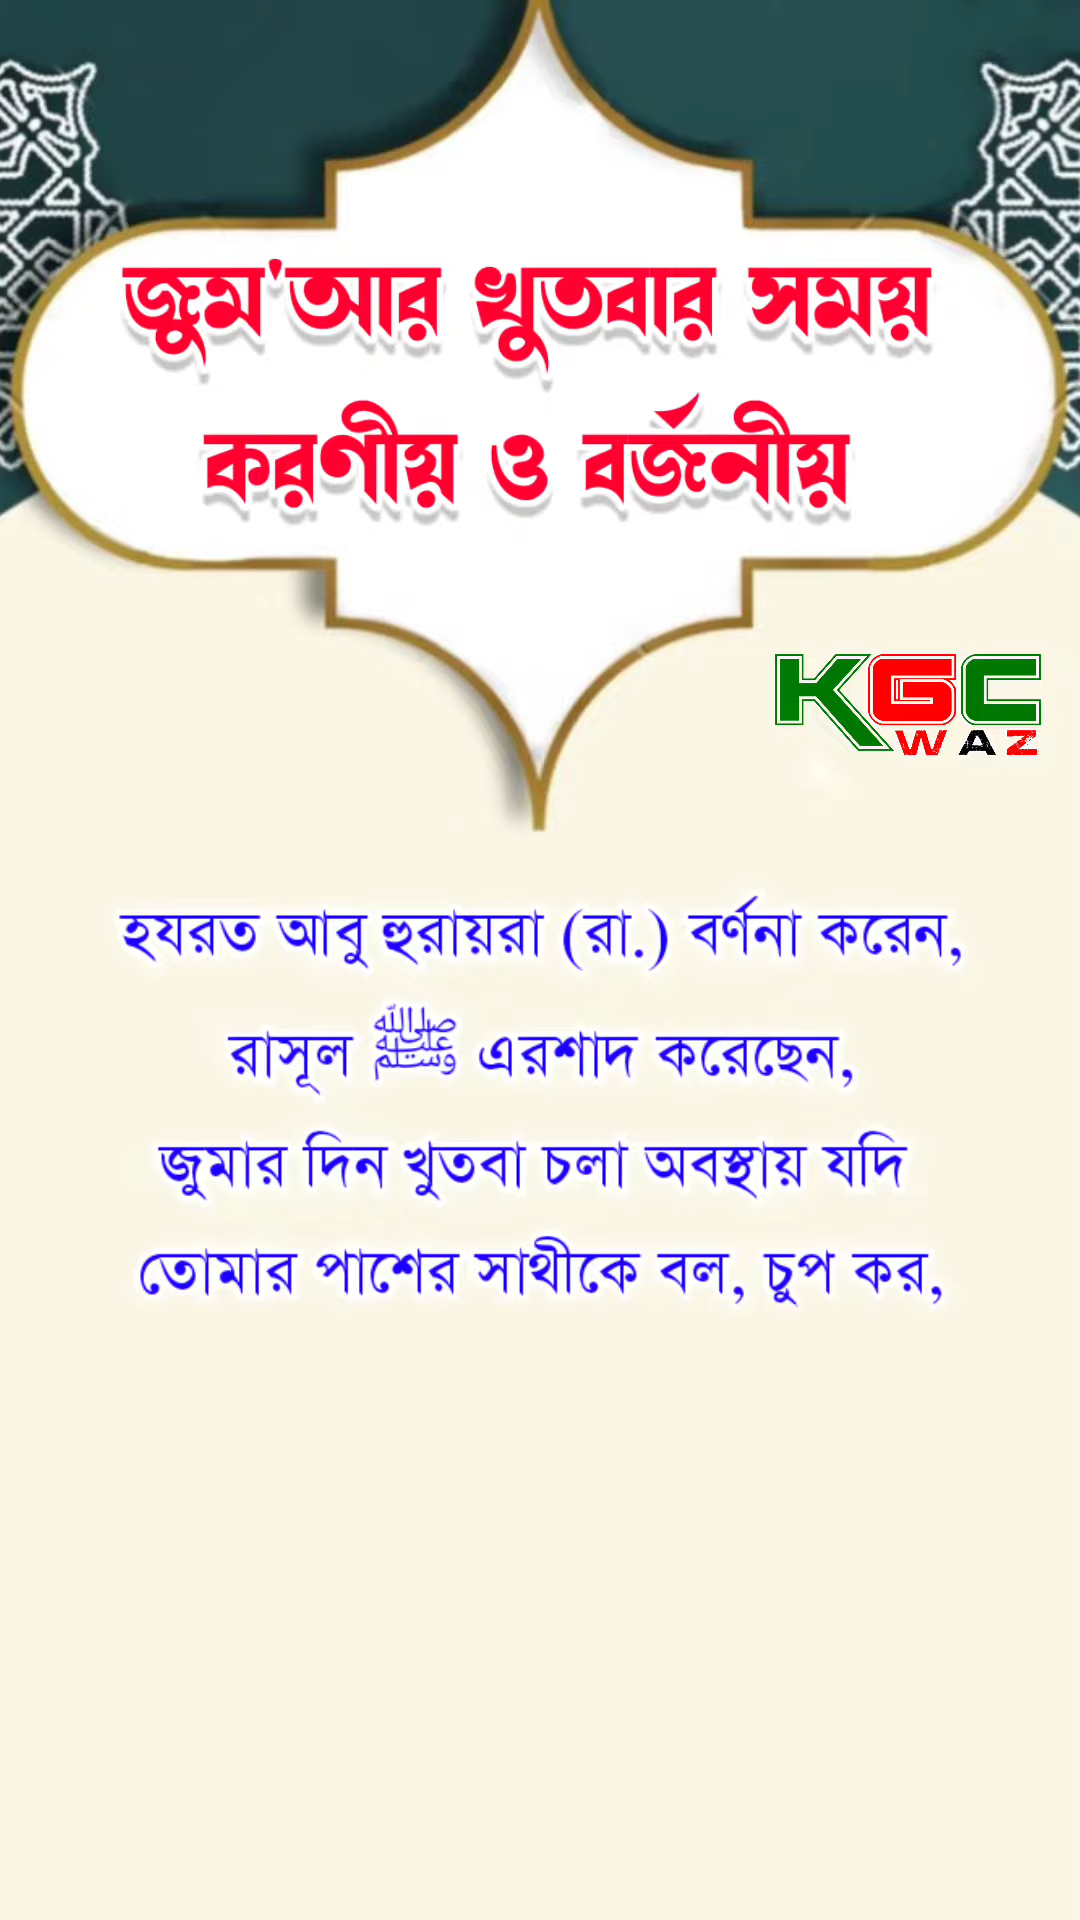 জুম'আর খুতবার সময়
করণীয় ও বর্জনীয়
KGC
WAZ
হযরত আবু হুরায়রা (রা.) বর্ণনা করেন,
রাসূল ﷺ এরশাদ করেছেন,
জুমার দিন খুতবা চলা অবস্থায় যদি
তোমার পাশের সাথীকে বল, চুপ কর,